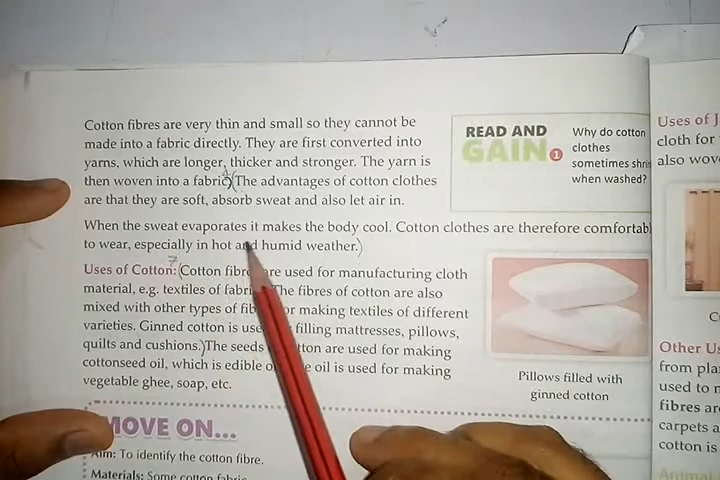 Cotton fibres are very thin and small so they cannot be
made into a fabric directly. They are first converted into
yarns, which are longer, thicker and stronger. The yarn is
then woven into a fabric. The advantages of cotton clothes
are that they are soft, absorb sweat and also let air in.
When the sweat evaporates it makes the body cool. Cotton clothes are therefore comfortab
to wear, especially in hot and humid weather.
7
Uses of Cotton: Cotton fibre are used for manufacturing cloth
material, e.g. textiles of The fibres of cotton are also
mixed with other types of or making textiles of different
varieties. Ginned cotton is filling mattresses, pillows,
quilts and cushions. The seeds tton are used for making
cottonseed oil, which is edible oil is used for making
vegetable ghee, soap, etc.
READ AND
GAIN 1
Why do cotton
clothes
sometimes shri
when washed?
Pillows filled with
ginned cotton
MOVE ON...
Aim: To identify the cotton fibre.
Materials: Some cotton fabric
Uses of J
cloth for
also wov
Other Us
from pla
used to
fibres ar
carpets a
cotton is
Animal